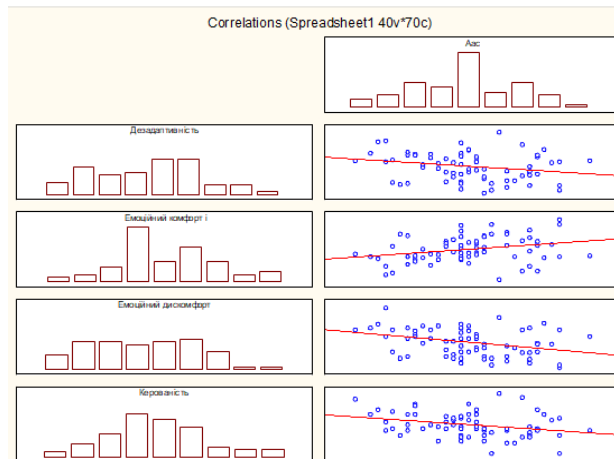 Correlations (Spreadsheet1 40v*70c)
Аас
Дезадаптивність
Емоційний комфорт і
Емоційний дискомфорт
Керованість